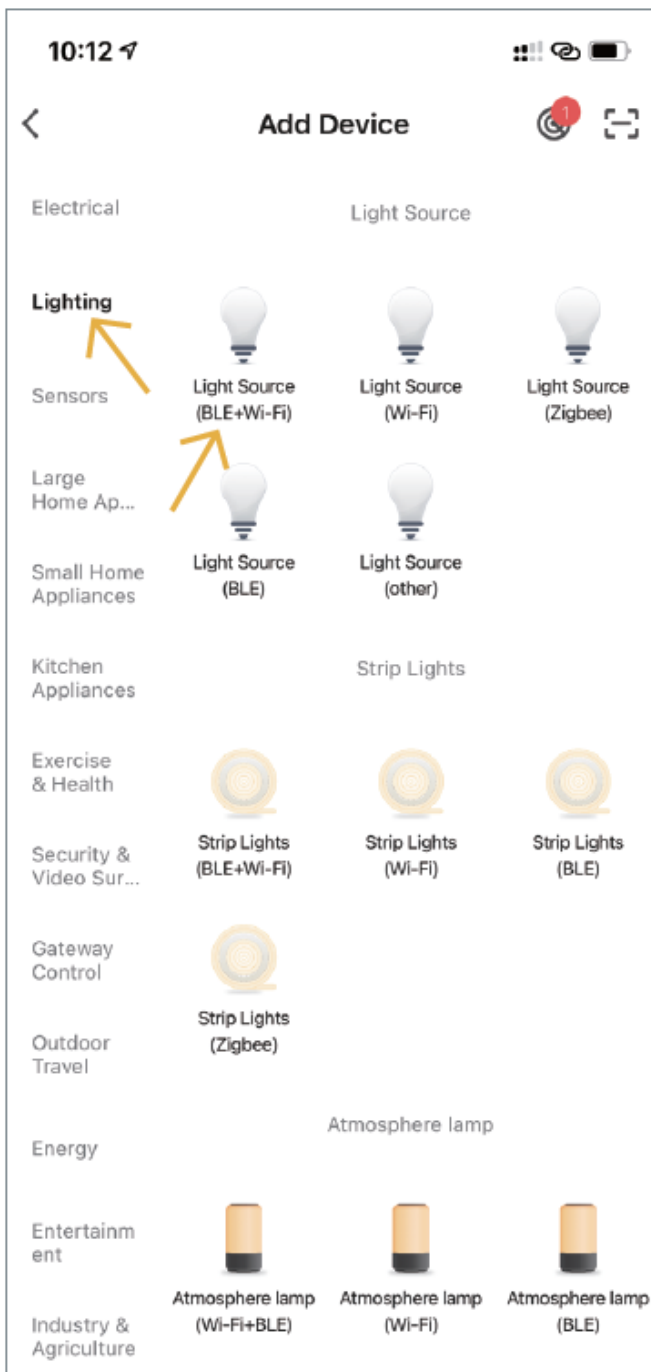 10:12
Add Device
1
Electrical
Lighting
Sensors
Large
Home Ap...
Small Home
Appliances
Kitchen
Appliances
Exercise
& Health
Security &
Video Sur...
Gateway
Control
Outdoor
Travel
Energy
Entertainm
ent
Industry &
Agriculture
Light Source
Light Source
(BLE+Wi-Fi)
Light Source
(Wi-Fi)
Light Source
(Zigbee)
Light Source
(BLE)
Light Source
(other)
Strip Lights
Strip Lights
(BLE+Wi-Fi)
Strip Lights
(Wi-Fi)
Strip Lights
(BLE)
Strip Lights
(Zigbee)
Atmosphere lamp
Atmosphere lamp
(Wi-Fi+BLE)
Atmosphere lamp
(Wi-Fi)
Atmosphere lamp
(BLE)